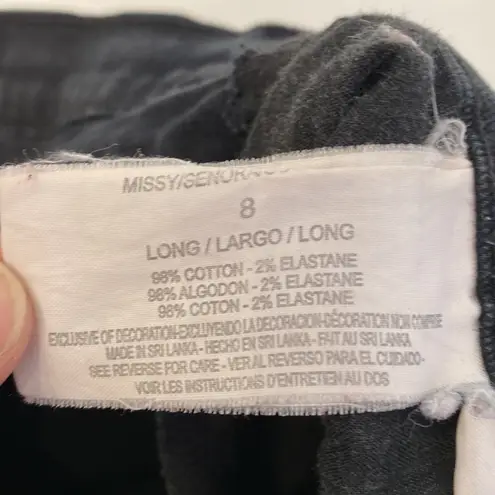 8
LONG / LARGO / LONG
98% COTTON - 2% ELASTANE
98% ALGODON - 2% ELASTANE
98% COTON - 2% ELASTANE
EXCLUSIVE OF DECORATION-EXCLUYENDO LA DECORACION-DÉCORATION NON COMPRISE
MADE IN SRI LANKA - HECHO EN SRI LANKA - FAIT AU SRI LANKA
SEE REVERSE FOR CARE - VER AL REVERSO PARA EL CUIDADO-
VOIR LES INSTRUCTIONS D'ENTRETIEN AU DOS